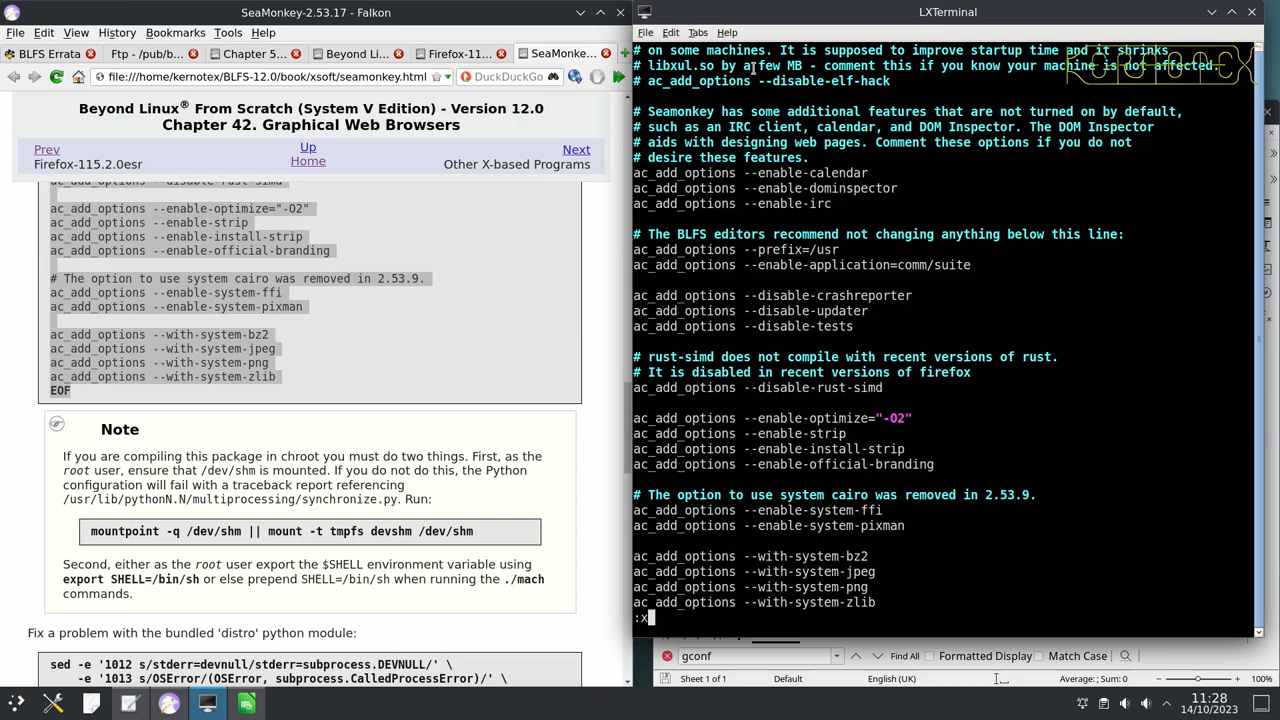 SeaMonkey-2.53.17 - Falkon
File Edit View History Bookmarks Tools Help
BLFS Errata
Ftp - /pub/b...
Chapter 5...
Beyond Li...
Firefox-11...
SeaMonke...
file:///home/kernotex/BLFS-12.0/book/xsoft/seamonkey.html
DuckDuckGo
Beyond Linux® From Scratch (System V Edition) - Version 12.0
Chapter 42. Graphical Web Browsers
Prev Up Next
Firefox-115.2.0esr Home Other X-based Programs
ac_add_options --disable-rust-simd
ac_add_options --enable-optimize="-O2"
ac_add_options --enable-strip
ac_add_options --enable-install-strip
ac_add_options --enable-official-branding
# The option to use system cairo was removed in 2.53.9.
ac_add_options --enable-system-ffi
ac_add_options --enable-system-pixman
ac_add_options --with-system-bz2
ac_add_options --with-system-jpeg
ac_add_options --with-system-png
ac_add_options --with-system-zlib
EOF
Note
If you are compiling this package in chroot you must do two things. First, as the
root user, ensure that /dev/shm is mounted. If you do not do this, the Python
configuration will fail with a traceback report referencing
/usr/lib/pythonN.N/multiprocessing/synchronize.py. Run:
mountpoint -q /dev/shm || mount -t tmpfs devshm /dev/shm
Second, either as the root user export the $SHELL environment variable using
export SHELL=/bin/sh or else prepend SHELL=/bin/sh when running the ./mach
commands.
Fix a problem with the bundled 'distro' python module:
sed -e '1012 s/stderr=devnull/stderr=subprocess.DEVNULL/' \
-e '1013 s/OSError/(OSError, subprocess.CalledProcessError)/' \
LXTerminal
File Edit Tabs Help
# on some machines. It is supposed to improve startup time and it shrinks
# libxul.so by a few MB - comment this if you know your machine is not affected.
# ac_add_options --disable-elf-hack
# Seamonkey has some additional features that are not turned on by default,
# such as an IRC client, calendar, and DOM Inspector. The DOM Inspector
# aids with designing web pages. Comment these options if you do not
# desire these features.
ac_add_options --enable-calendar
ac_add_options --enable-dominspector
ac_add_options --enable-irc
# The BLFS editors recommend not changing anything below this line:
ac_add_options --prefix=/usr
ac_add_options --enable-application=comm/suite
ac_add_options --disable-crashreporter
ac_add_options --disable-updater
ac_add_options --disable-tests
# rust-simd does not compile with recent versions of rust.
# It is disabled in recent versions of firefox
ac_add_options --disable-rust-simd
ac_add_options --enable-optimize="-O2"
ac_add_options --enable-strip
ac_add_options --enable-install-strip
ac_add_options --enable-official-branding
# The option to use system cairo was removed in 2.53.9.
ac_add_options --enable-system-ffi
ac_add_options --enable-system-pixman
ac_add_options --with-system-bz2
ac_add_options --with-system-jpeg
ac_add_options --with-system-png
ac_add_options --with-system-zlib
:x
KERNOTEX
gconf Find All Formatted Display Match Case
Sheet 1 of 1 Default English (UK) Average: ; Sum: 0 100%
11:28
14/10/2023